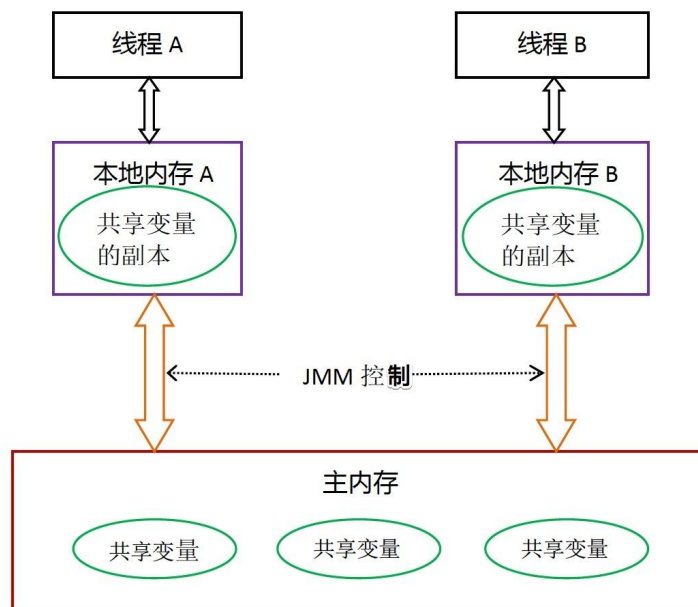 线程 A
线程 B
本地内存 A
本地内存 B
共享变量
的副本
共享变量
的副本
JMM 控制
主内存
共享变量
共享变量
共享变量